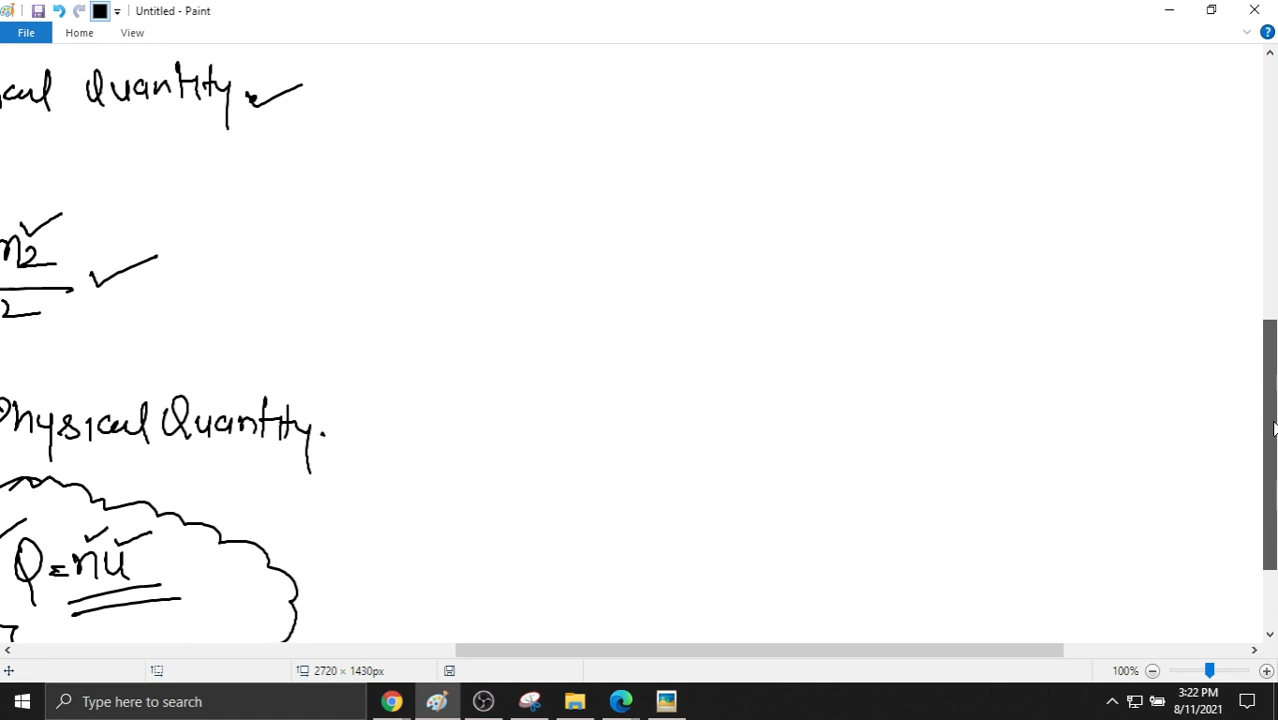 Untitled - Paint
File Home View
ical Quantity
n2
2
Physical Quantity.
Q = nu
2720 × 1430px
100%
Type here to search
3:22 PM
8/11/2021